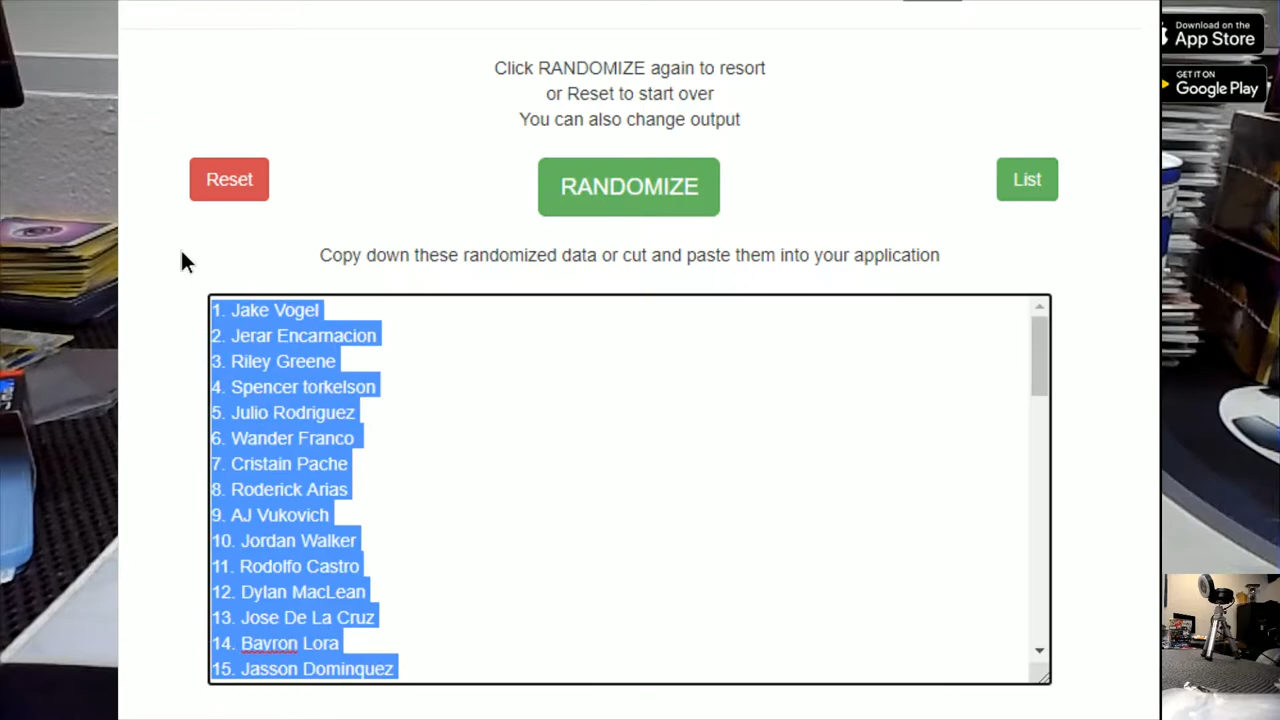 Download on the
App Store
GET IT ON
Google Play
Click RANDOMIZE again to resort
or Reset to start over
You can also change output
Reset
RANDOMIZE
List
Copy down these randomized data or cut and paste them into your application
1. Jake Vogel
2. Jerar Encarnacion
3. Riley Greene
4. Spencer torkelson
5. Julio Rodriguez
6. Wander Franco
7. Cristain Pache
8. Roderick Arias
9. AJ Vukovich
10. Jordan Walker
11. Rodolfo Castro
12. Dylan MacLean
13. Jose De La Cruz
14. Bayron Lora
15. Jasson Dominquez